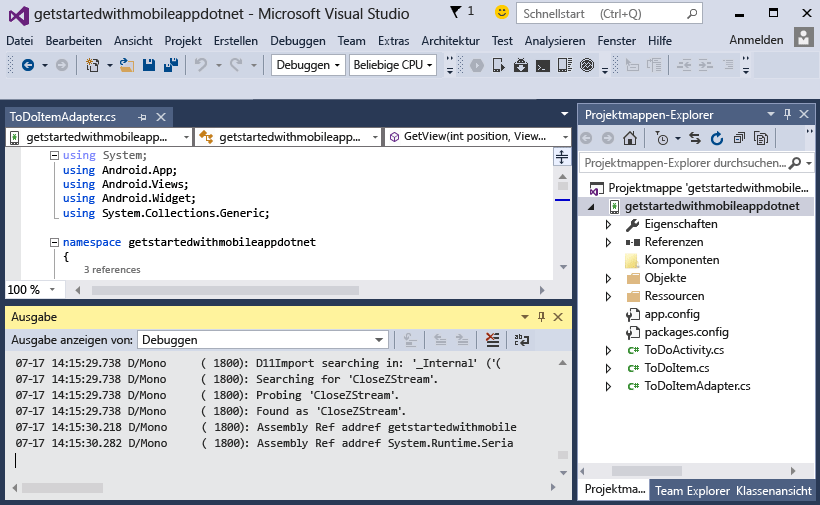 getstartedwithmobileappdotnet - Microsoft Visual Studio
1
Schnellstart (Ctrl+Q)
Datei Bearbeiten Ansicht Projekt Erstellen Debuggen Team Extras Architektur Test Analysieren Fenster Hilfe Anmelden
Debuggen Beliebige CPU
ToDoItemAdapter.cs
getstartedwithmobileapp... getstartedwithmobileapp... GetView(int position, View...
using System;
using Android.App;
using Android.Views;
using Android.Widget;
using System.Collections.Generic;
namespace getstartedwithmobileappdotnet
{
3 references
100 %
Ausgabe
Ausgabe anzeigen von: Debuggen
07-17 14:15:29.738 D/Mono ( 1800): D11Import searching in: '_Internal' ('(
07-17 14:15:29.738 D/Mono ( 1800): Searching for 'CloseZStream'.
07-17 14:15:29.738 D/Mono ( 1800): Probing 'CloseZStream'.
07-17 14:15:29.738 D/Mono ( 1800): Found as 'CloseZStream'.
07-17 14:15:30.218 D/Mono ( 1800): Assembly Ref addref getstartedwithmobile
07-17 14:15:30.282 D/Mono ( 1800): Assembly Ref addref System.Runtime.Seria
Projektmappen-Explorer
Projektmappen-Explorer durchsuchen...
Projektmappe 'getstartedwithmobile...
getstartedwithmobileappdotnet
Eigenschaften
Referenzen
Komponenten
Objekte
Ressourcen
app.config
packages.config
C# ToDoActivity.cs
C# ToDoItem.cs
C# ToDoItemAdapter.cs
Projektma... Team Explorer Klassenansicht